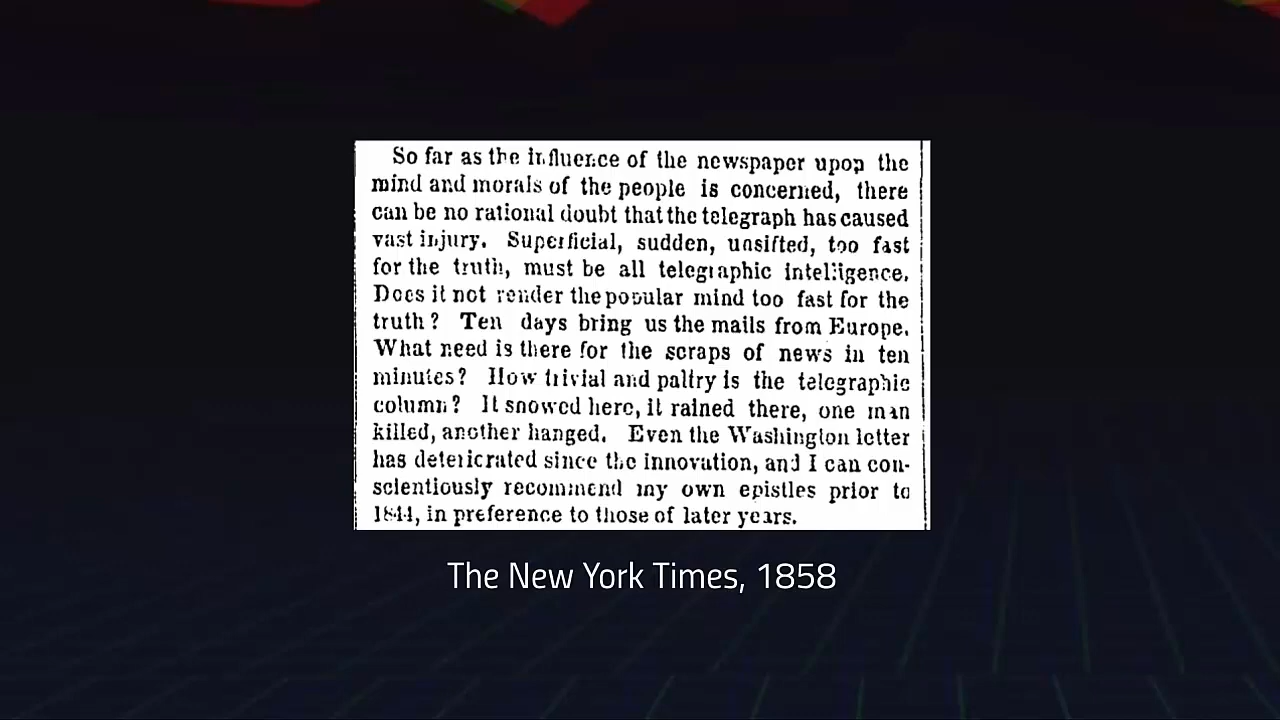 So far as the influence of the newspaper upon the
mind and morals of the people is concerned, there
can be no rational doubt that the telegraph has caused
vast injury. Superficial, sudden, unsifted, too fast
for the truth, must be all telegraphic intelligence.
Does it not render the popular mind too fast for the
truth? Ten days bring us the mails from Europe.
What need is there for the scraps of news in ten
minutes? How trivial and paltry is the telegraphic
column? It snowed here, it rained there, one man
killed, another hanged. Even the Washington letter
has deteriorated since the innovation, and I can con-
scientiously recommend my own epistles prior to
1844, in preference to those of later years.
The New York Times, 1858